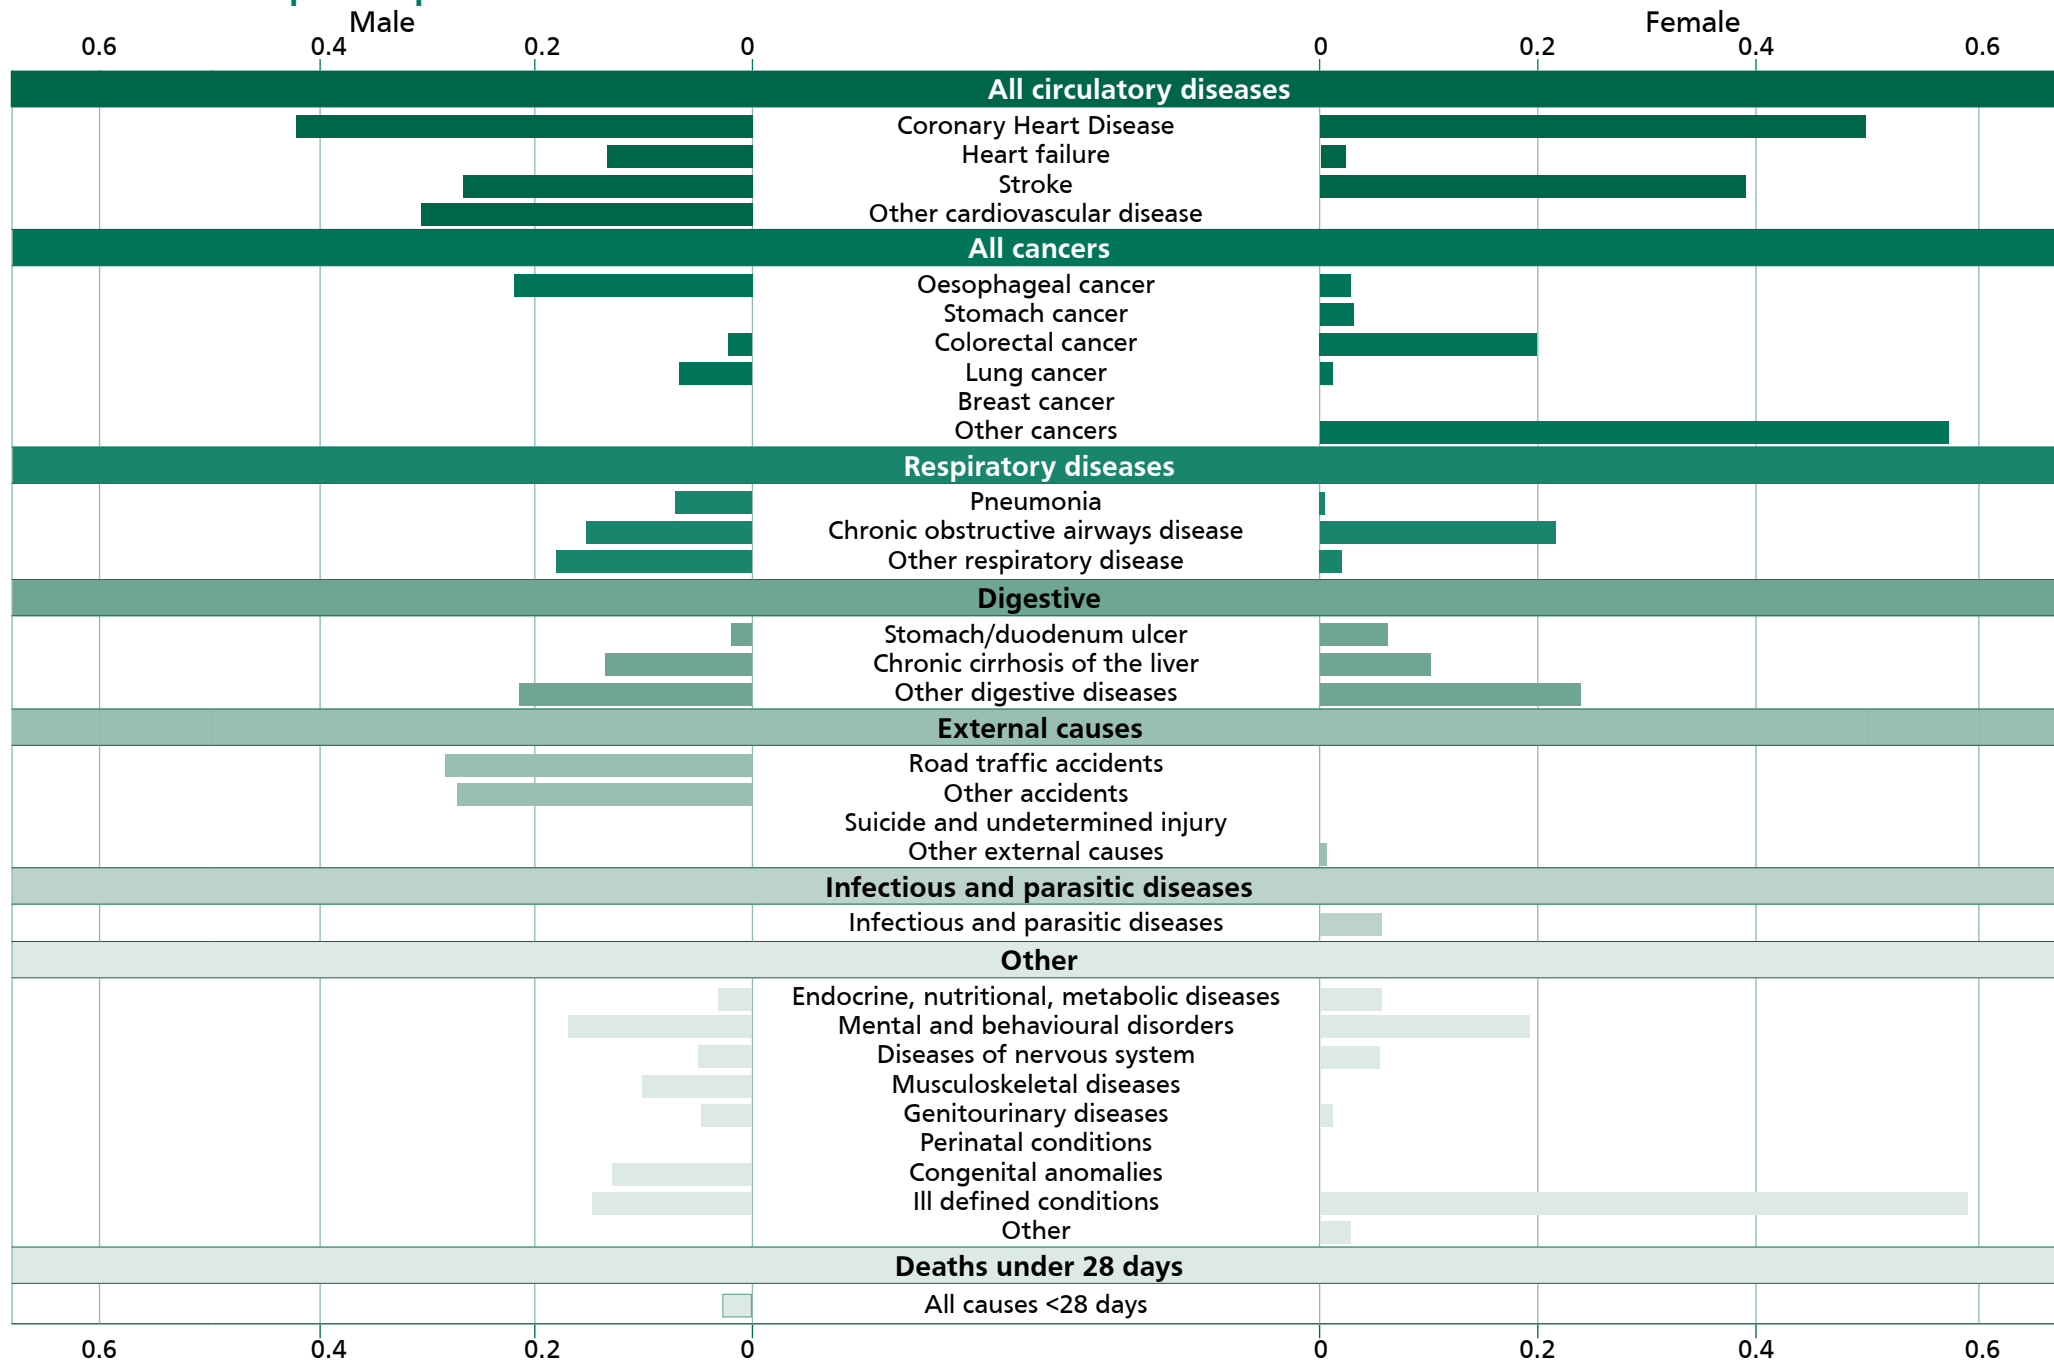 Male
Female
0.6 0.4 0.2 0 0 0.2 0.4 0.6
All circulatory diseases
Coronary Heart Disease
Heart failure
Stroke
Other cardiovascular disease
All cancers
Oesophageal cancer
Stomach cancer
Colorectal cancer
Lung cancer
Breast cancer
Other cancers
Respiratory diseases
Pneumonia
Chronic obstructive airways disease
Other respiratory disease
Digestive
Stomach/duodenum ulcer
Chronic cirrhosis of the liver
Other digestive diseases
External causes
Road traffic accidents
Other accidents
Suicide and undetermined injury
Other external causes
Infectious and parasitic diseases
Infectious and parasitic diseases
Other
Endocrine, nutritional, metabolic diseases
Mental and behavioural disorders
Diseases of nervous system
Musculoskeletal diseases
Genitourinary diseases
Perinatal conditions
Congenital anomalies
Ill defined conditions
Other
Deaths under 28 days
All causes <28 days
0.6 0.4 0.2 0 0 0.2 0.4 0.6